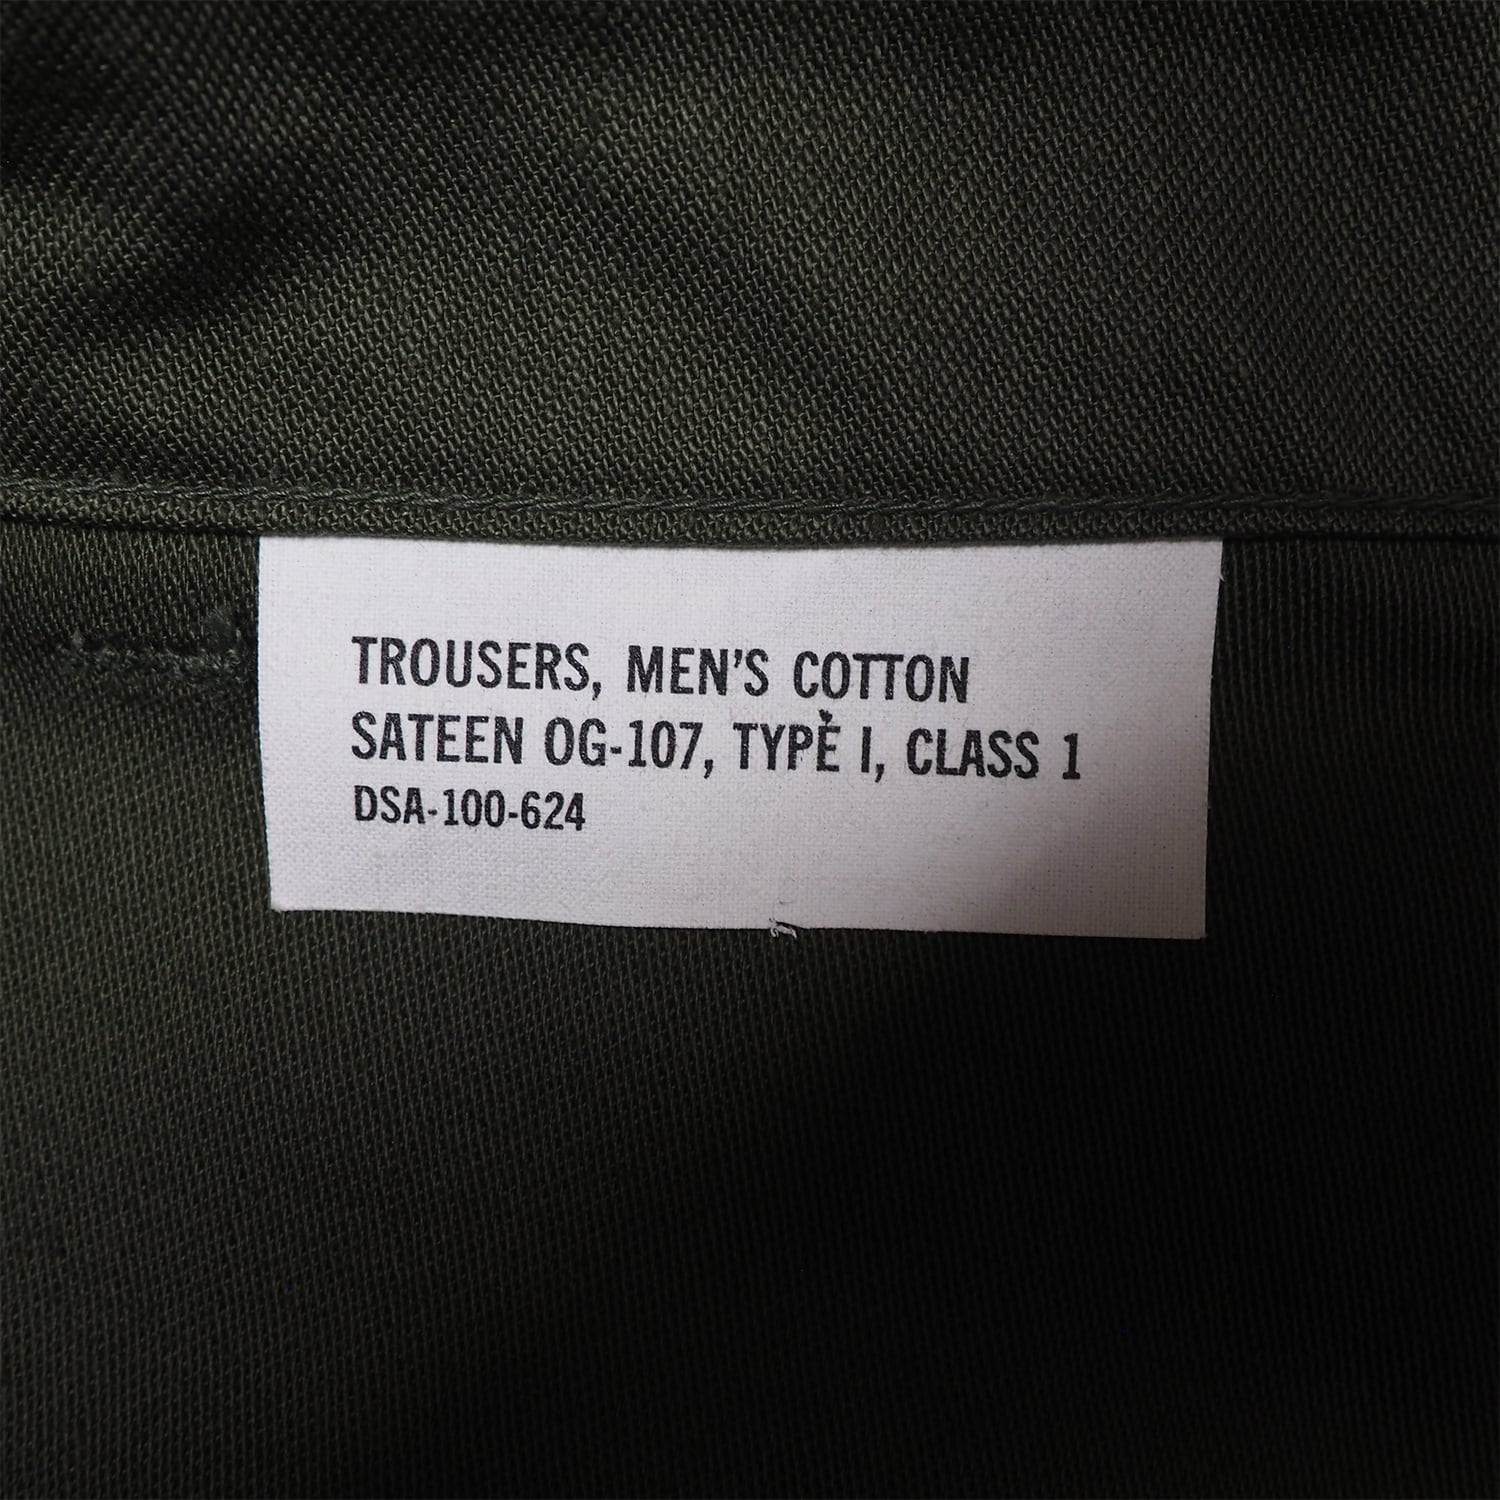 TROUSERS, MEN'S COTTON
SATEEN OG-107, TYPE I, CLASS 1
DSA-100-624